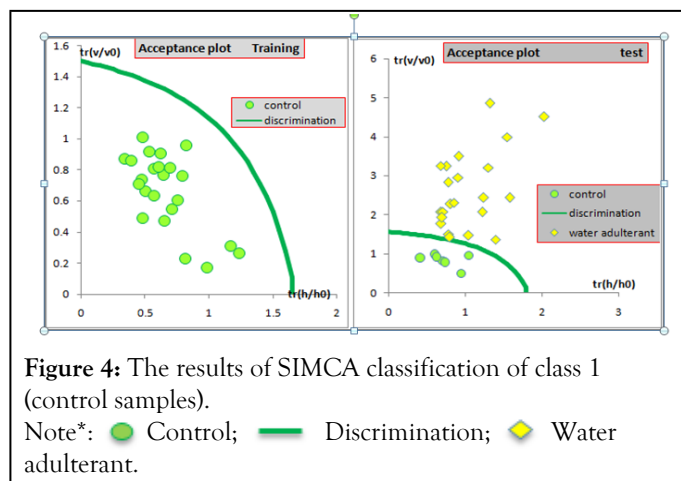 tr(v/v0)
Acceptance plot Training
1.6
1.4
1.2
1
0.8
0.6
0.4
0.2
0
control
discrimination
tr(h/h0)
0 0.5 1 1.5 2
tr(v/v0)
Acceptance plot test
6
5
4
3
2
1
0
control
discrimination
water adulterant
tr(h/h0)
0 1 2 3
Figure 4: The results of SIMCA classification of class 1
(control samples).
Note*: Control; Discrimination; Water
adulterant.